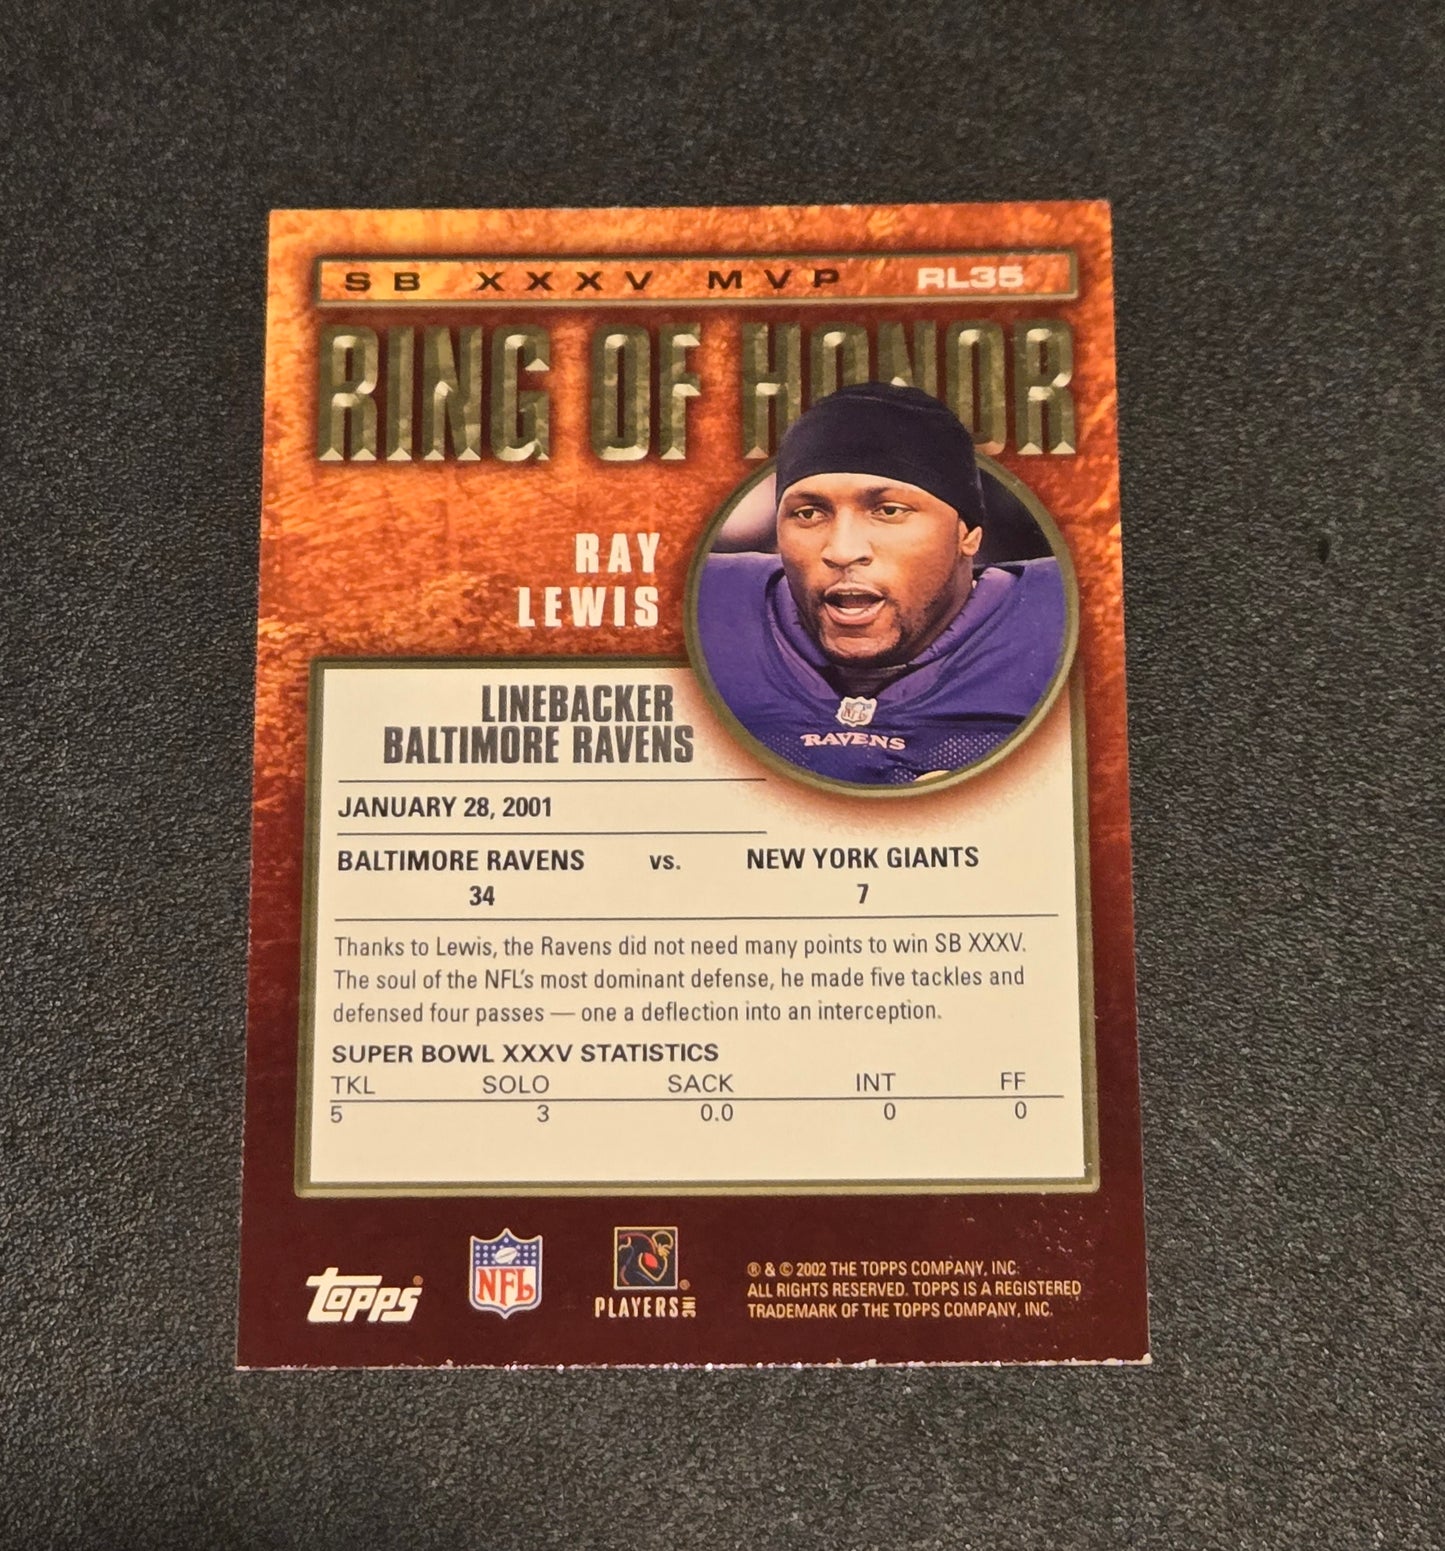 SB XXXV MVP RL35
RING OF HONOR
RAY
LEWIS
RAVENS
LINEBACKER
BALTIMORE RAVENS
JANUARY 28, 2001
BALTIMORE RAVENS vs. NEW YORK GIANTS
34 7
Thanks to Lewis, the Ravens did not need many points to win SB XXXV.
The soul of the NFL's most dominant defense, he made five tackles and
defensed four passes — one a deflection into an interception.
SUPER BOWL XXXV STATISTICS
TKL SOLO SACK INT FF
5 3 0.0 0 0
Topps®
NFL
PLAYERS INC ®
® & © 2002 THE TOPPS COMPANY, INC.
ALL RIGHTS RESERVED. TOPPS IS A REGISTERED
TRADEMARK OF THE TOPPS COMPANY, INC.